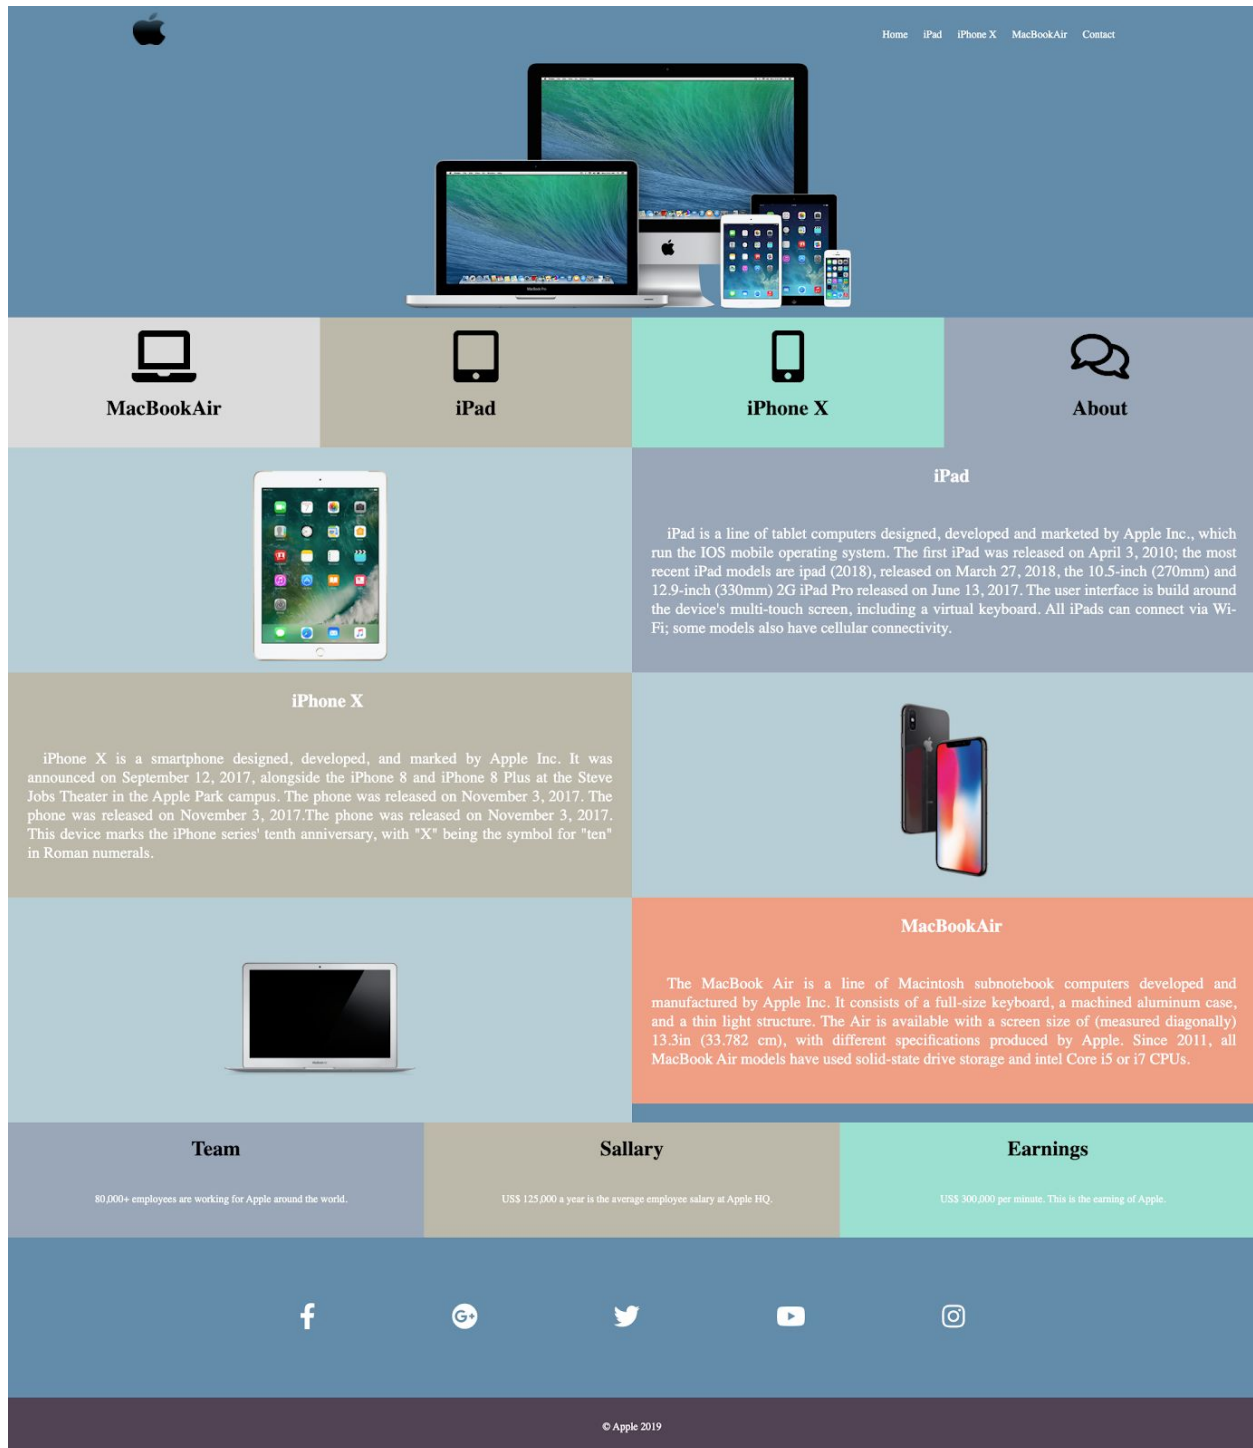 Home iPad iPhone X MacBookAir Contact
MacBookAir iPad iPhone X About
iPad
iPad is a line of tablet computers designed, developed and marketed by Apple Inc., which
run the IOS mobile operating system. The first iPad was released on April 3, 2010; the most
recent iPad models are ipad (2018), released on March 27, 2018, the 10.5-inch (270mm) and
12.9-inch (330mm) 2G iPad Pro released on June 13, 2017. The user interface is build around
the device's multi-touch screen, including a virtual keyboard. All iPads can connect via Wi-
Fi; some models also have cellular connectivity.
iPhone X
iPhone X is a smartphone designed, developed, and marked by Apple Inc. It was
announced on September 12, 2017, alongside the iPhone 8 and iPhone 8 Plus at the Steve
Jobs Theater in the Apple Park campus. The phone was released on November 3, 2017. The
phone was released on November 3, 2017.The phone was released on November 3, 2017.
This device marks the iPhone series' tenth anniversary, with "X" being the symbol for "ten"
in Roman numerals.
MacBookAir
The MacBook Air is a line of Macintosh subnotebook computers developed and
manufactured by Apple Inc. It consists of a full-size keyboard, a machined aluminum case,
and a thin light structure. The Air is available with a screen size of (measured diagonally)
13.3in (33.782 cm), with different specifications produced by Apple. Since 2011, all
MacBook Air models have used solid-state drive storage and intel Core i5 or i7 CPUs.
Team Sallary Earnings
80,000+ employees are working for Apple around the world. US$ 125,000 a year is the average employee salary at Apple HQ. US$ 300,000 per minute. This is the earning of Apple.
© Apple 2019